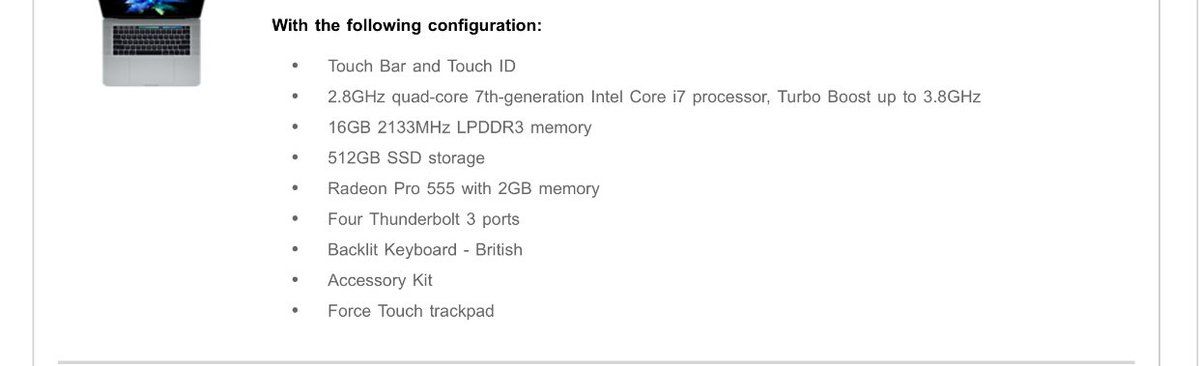 With the following configuration:
• Touch Bar and Touch ID
• 2.8GHz quad-core 7th-generation Intel Core i7 processor, Turbo Boost up to 3.8GHz
• 16GB 2133MHz LPDDR3 memory
• 512GB SSD storage
• Radeon Pro 555 with 2GB memory
• Four Thunderbolt 3 ports
• Backlit Keyboard - British
• Accessory Kit
• Force Touch trackpad